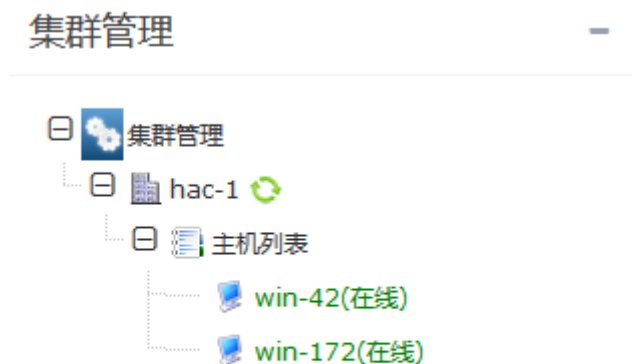 集群管理
集群管理
hac-1
主机列表
win-42(在线)
win-172(在线)